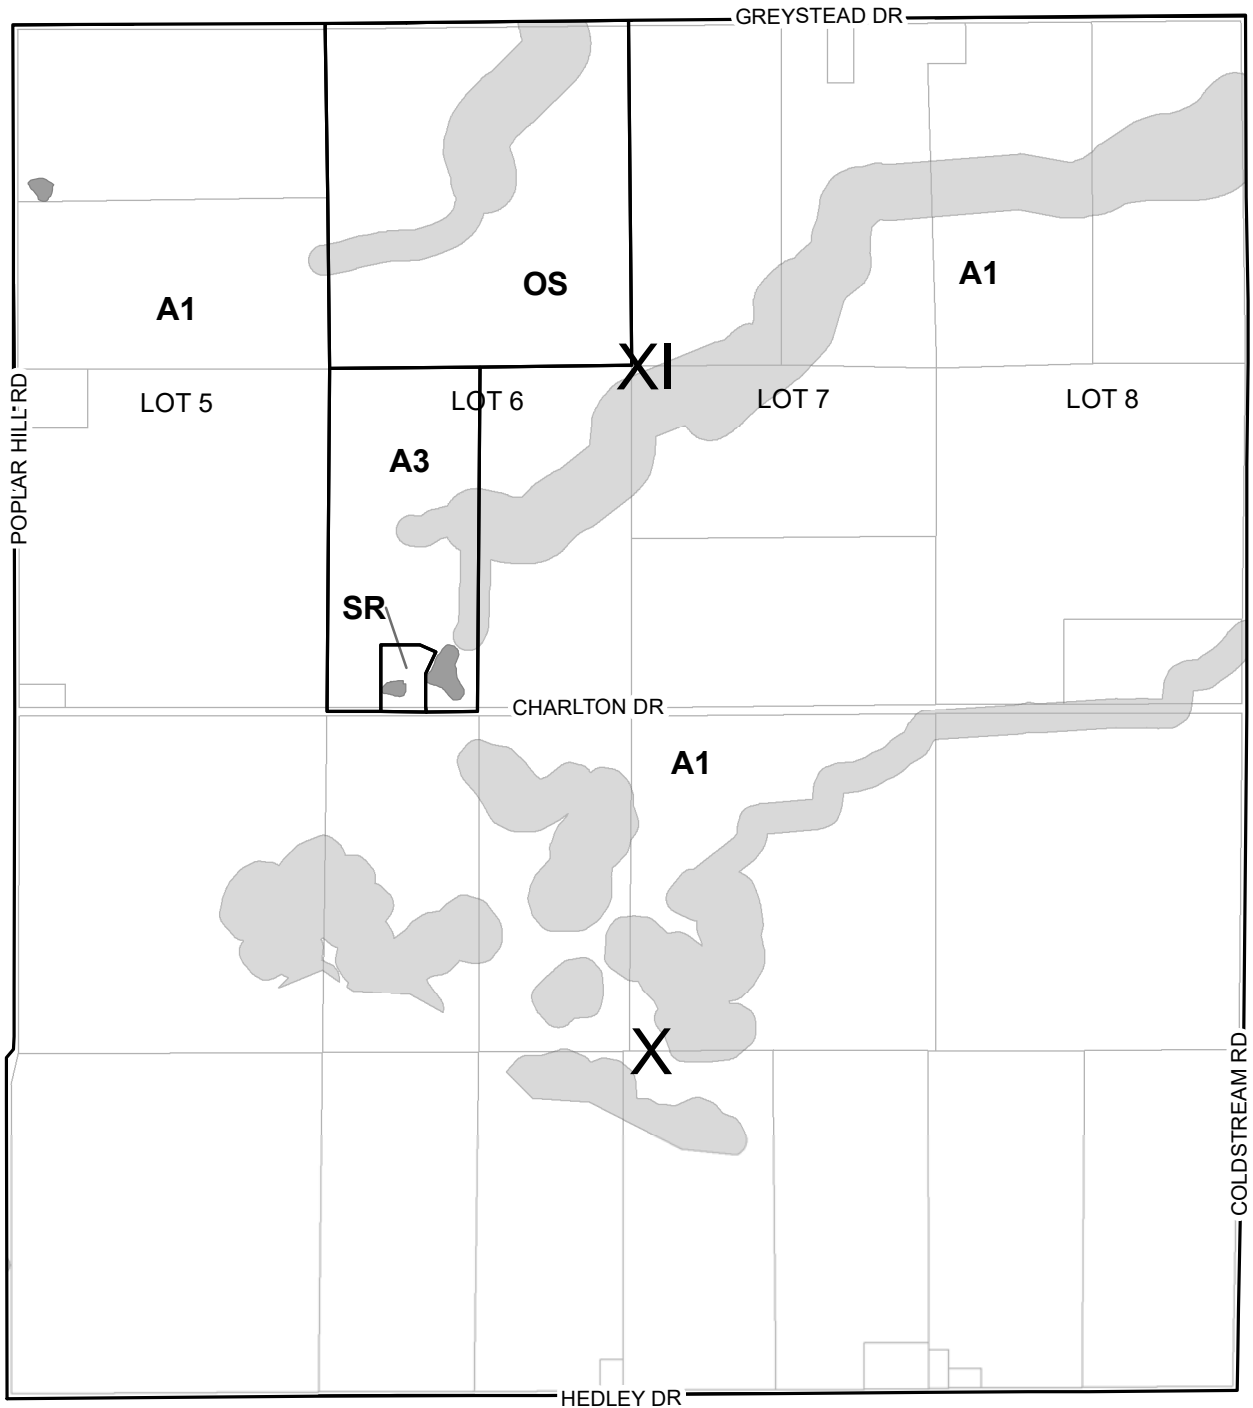 GREYSTEAD DR
A1
OS
A1
XI
POPLAR HILL RD
LOT 5
LOT 6
LOT 7
LOT 8
A3
SR
CHARLTON DR
A1
X
COLDSTREAM RD
HEDLEY DR